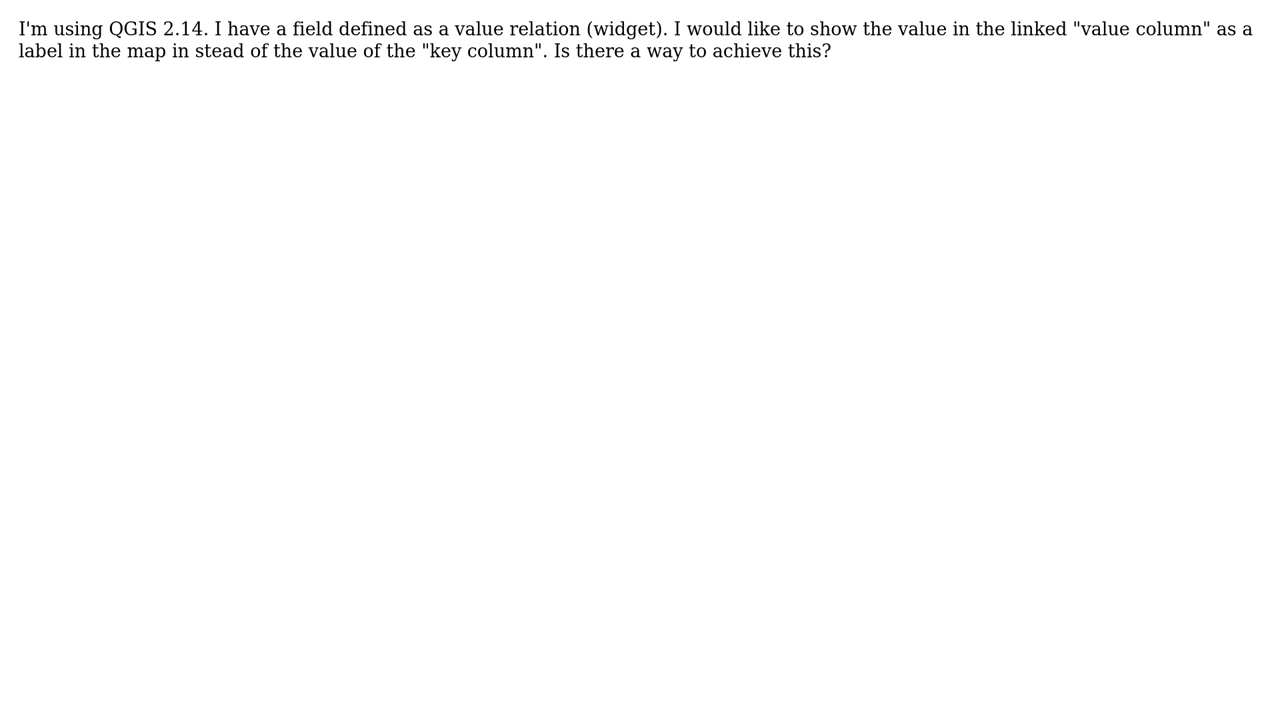 I'm using QGIS 2.14. I have a field defined as a value relation (widget). I would like to show the value in the linked "value column" as a
label in the map in stead of the value of the "key column". Is there a way to achieve this?